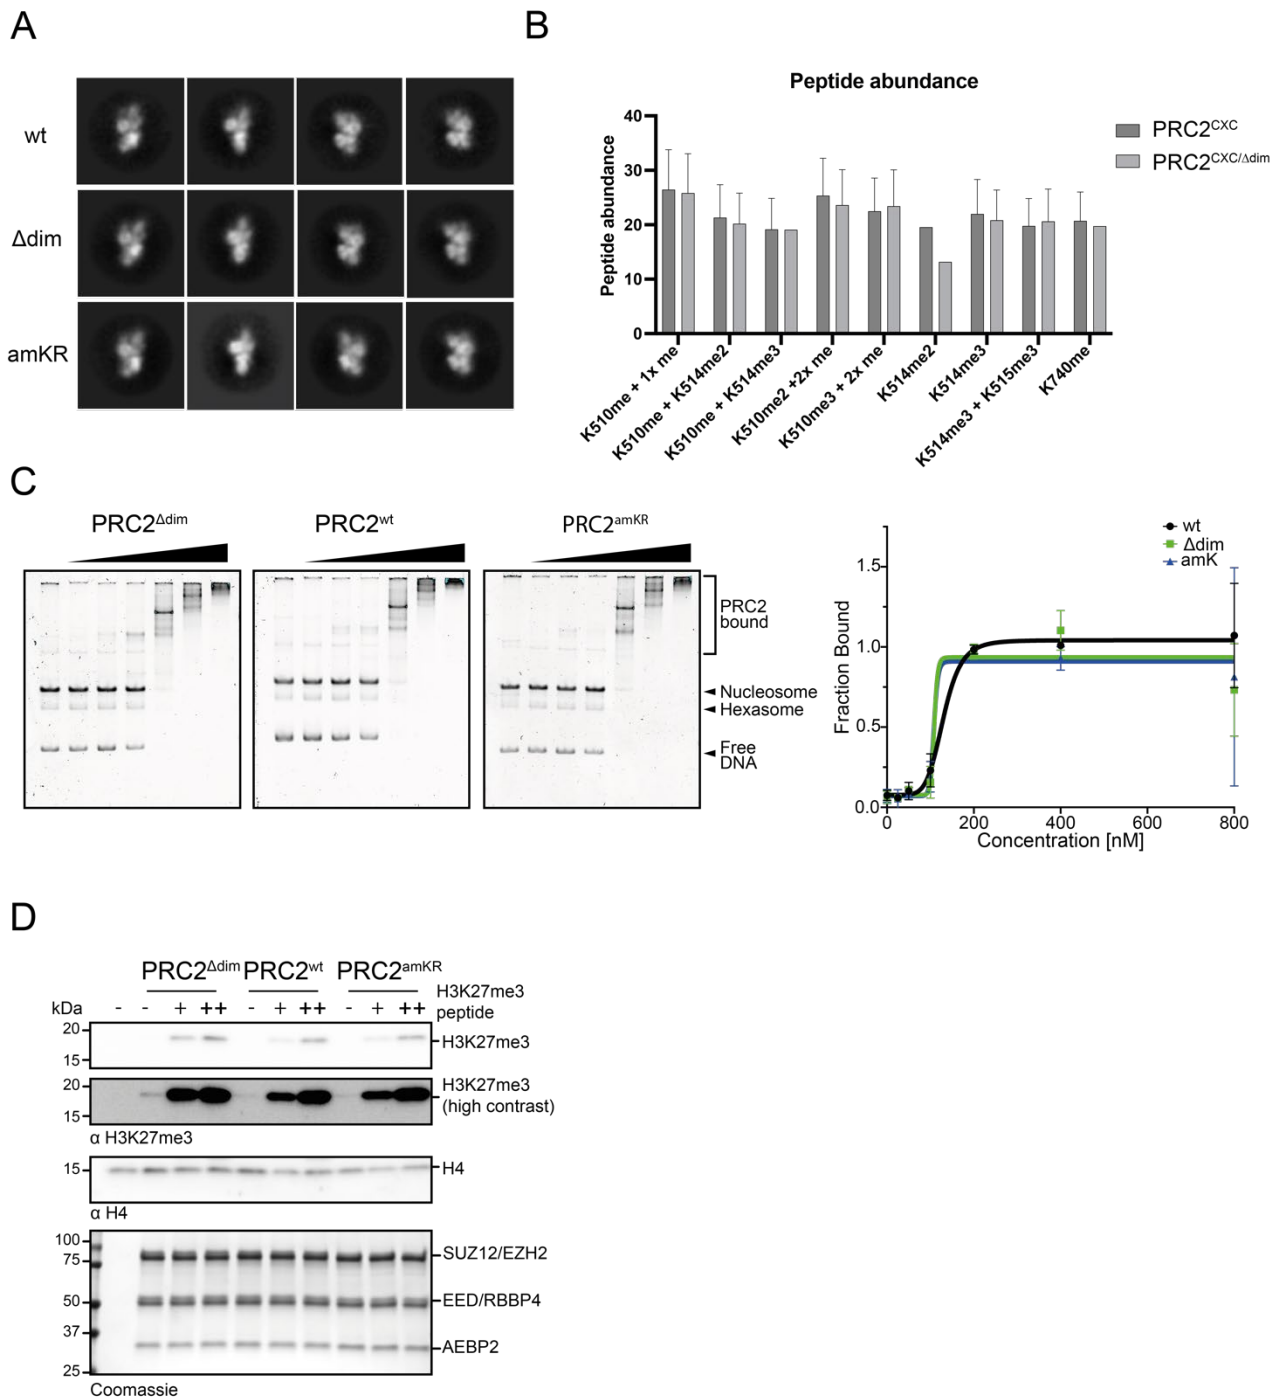 A
wt
Δdim
amKR
B
Peptide abundance
Peptide abundance
40
30
20
10
0
K510me + 1x me
K510me + K514me2
K510me + K514me3
K510me2 +2x me
K510me3 + 2x me
K514me2
K514me3
K514me3 + K515me3
K740me
PRC2CXC
PRC2CXC/Δdim
C
PRC2Δdim
PRC2wt
PRC2amKR
PRC2
bound
Nucleosome
Hexasome
Free
DNA
Fraction Bound
1.5
1.0
0.5
0.0
0
200
400
600
800
Concentration [nM]
wt
Δdim
amK
D
PRC2Δdim PRC2wt PRC2amKR
kDa - - + ++ - + ++ - + ++ H3K27me3
peptide
20
15
H3K27me3
20
15
H3K27me3
(high contrast)
α H3K27me3
15
H4
α H4
100
75
50
37
25
SUZ12/EZH2
EED/RBBP4
AEBP2
Coomassie